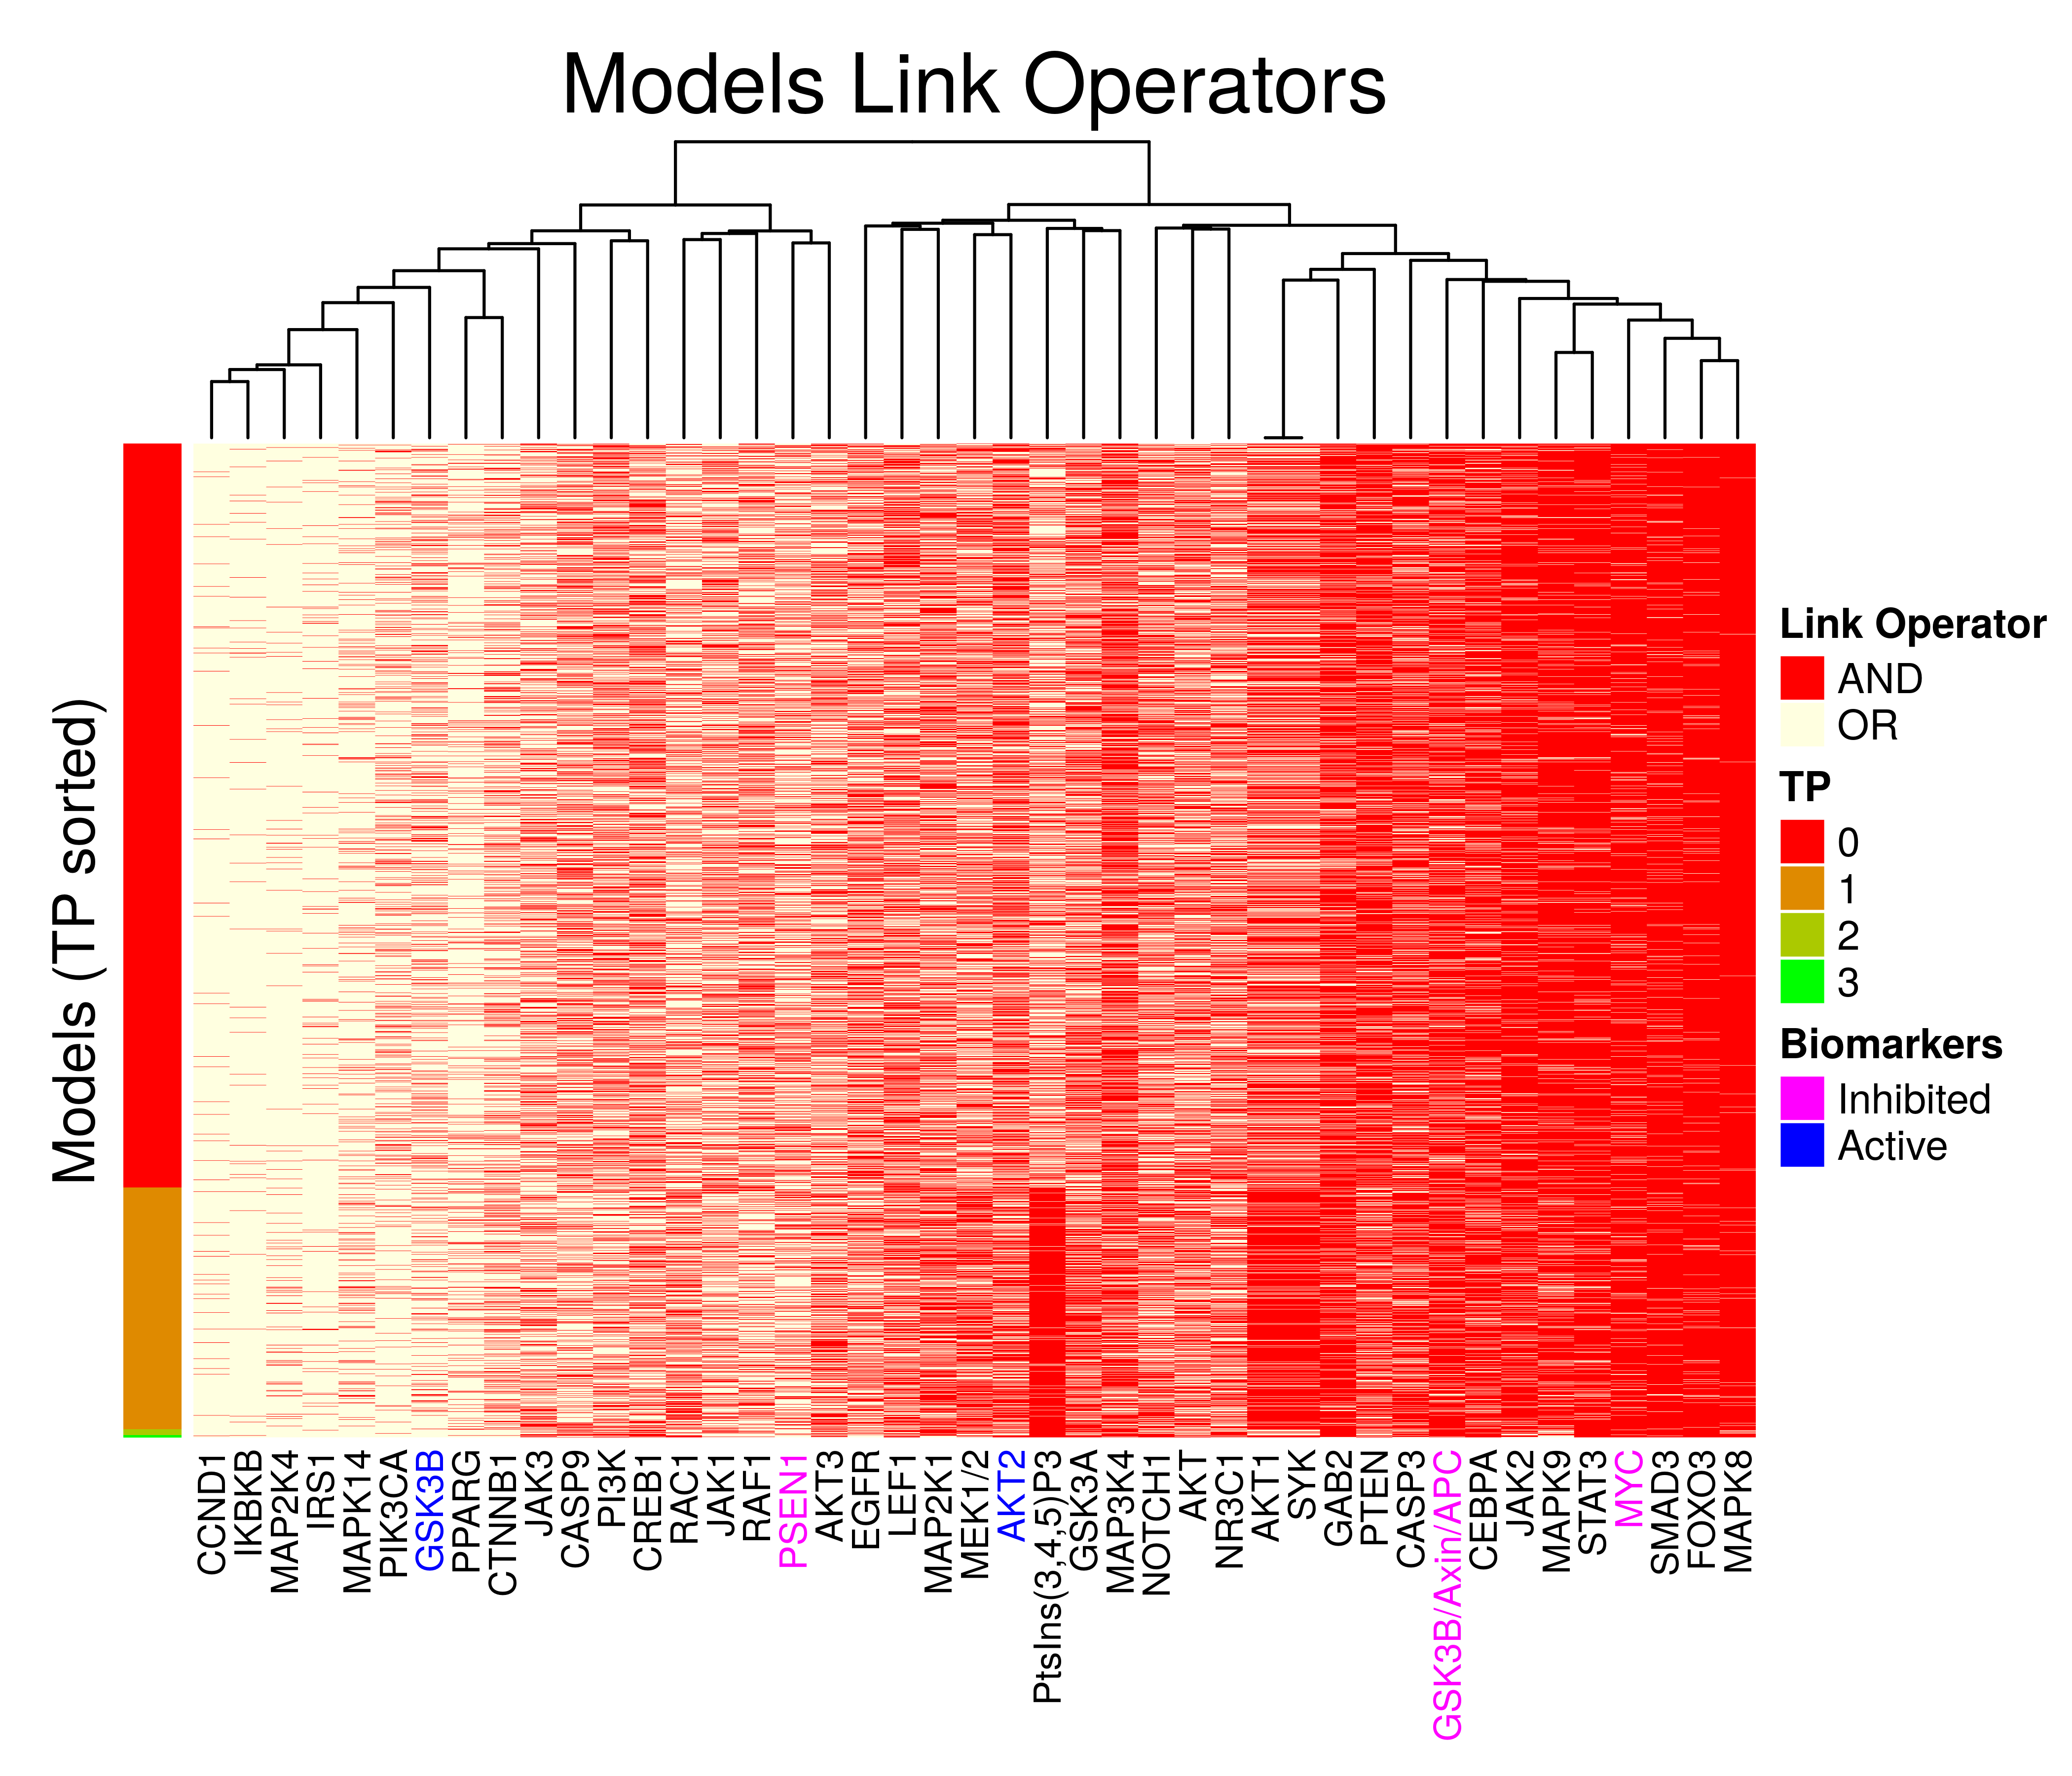 Models Link Operators
Models (TP sorted)
Link Operator
AND
OR
TP
0
1
2
3
Biomarkers
Inhibited
Active
CCND1
IKBKB
MAP2K4
IRS1
MAPK14
PIK3CA
GSK3B
PPARG
CTNNB1
JAK3
CASP9
PI3K
CREB1
RAC1
JAK1
RAF1
PSEN1
AKT3
EGFR
LEF1
MAP2K1
MEK1/2
AKT2
PtsIns(3,4,5)P3
GSK3A
MAP3K4
NOTCH1
AKT
NR3C1
AKT1
SYK
GAB2
PTEN
CASP3
GSK3B/Axin/APC
CEBPA
JAK2
MAPK9
STAT3
MYC
SMAD3
FOXO3
MAPK8